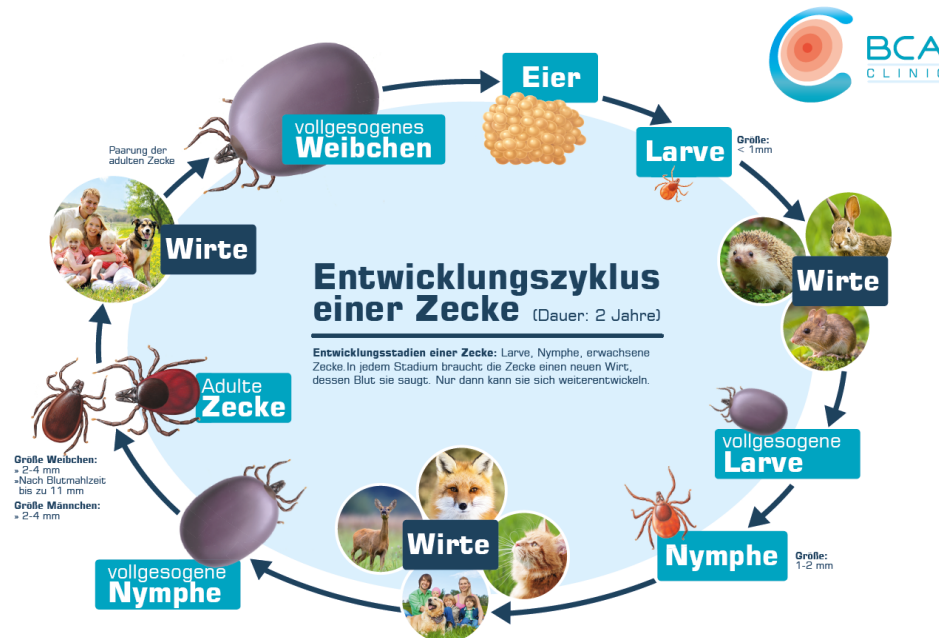 BCA
CLINIC
Eier
vollgesogenes
Weibchen
Larve
Größe:
< 1mm
Paarung der
adulten Zecke
Wirte
Wirte
Entwicklungszyklus
einer Zecke (Dauer: 2 Jahre)
Entwicklungsstadien einer Zecke: Larve, Nymphe, erwachsene
Zecke.In jedem Stadium braucht die Zecke einen neuen Wirt,
dessen Blut sie saugt. Nur dann kann sie sich weiterentwickeln.
Adulte
Zecke
vollgesogene
Larve
Größe Weibchen:
» 2-4 mm
»Nach Blutmahlzeit
bis zu 11 mm
Größe Männchen:
» 2-4 mm
Wirte
Nymphe
Größe:
1-2 mm
vollgesogene
Nymphe